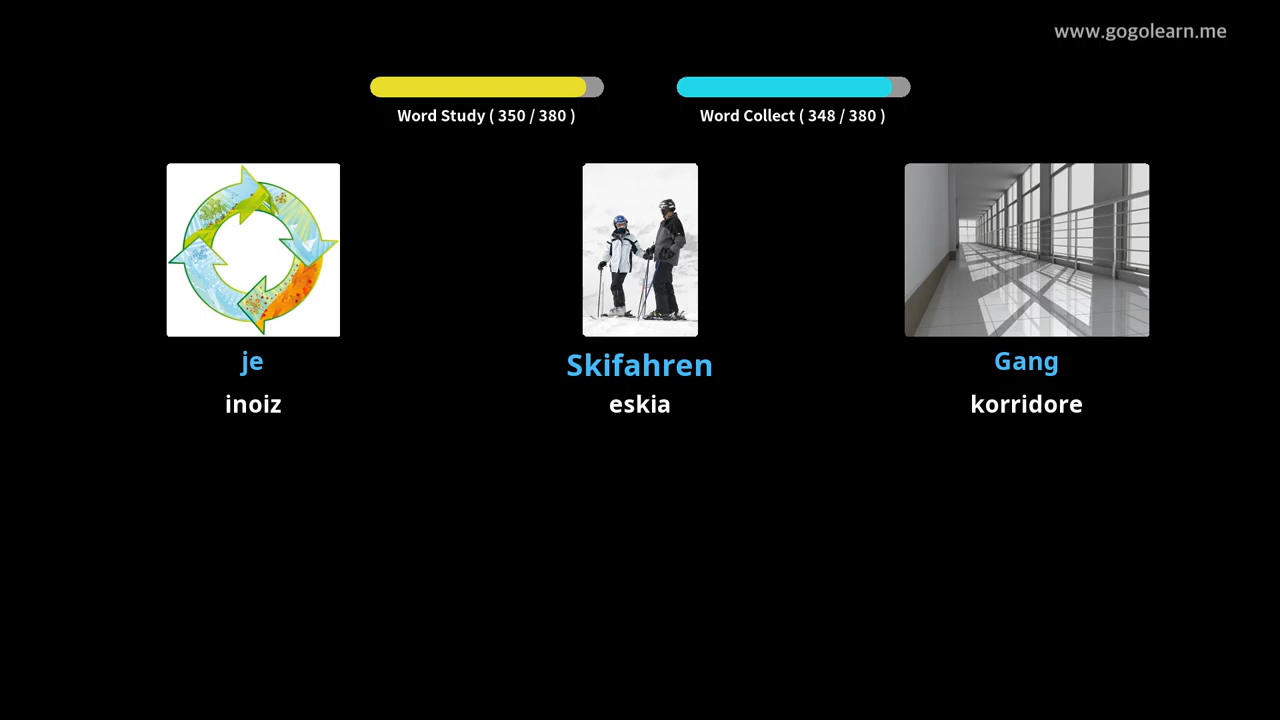 www.gogolearn.me
Word Study ( 350 / 380 )
Word Collect ( 348 / 380 )
je
Skifahren
Gang
inoiz
eskia
korridore